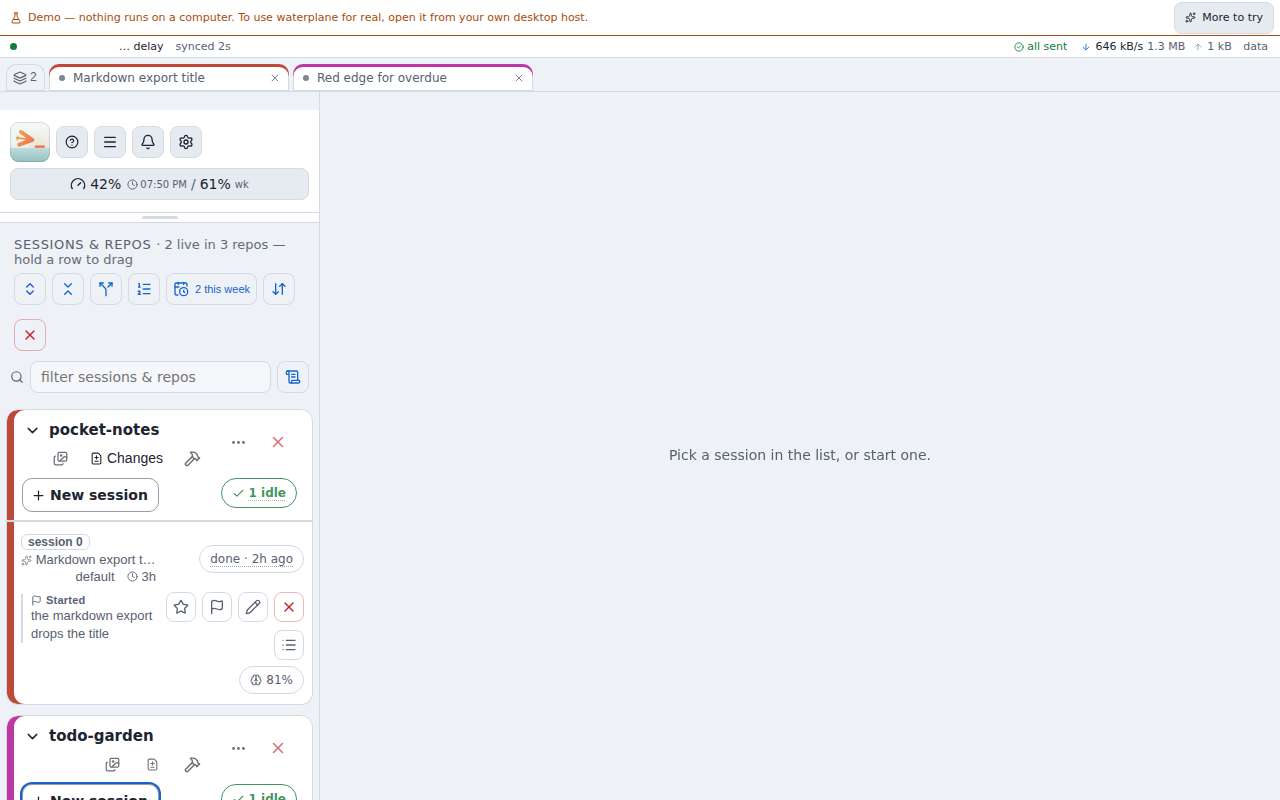 Demo — nothing runs on a computer. To use waterplane for real, open it from your own desktop host.
More to try
… delay synced 2s
all sent 646 kB/s 1.3 MB 1 kB data
2 Markdown export title Red edge for overdue
42% 07:50 PM / 61% wk
SESSIONS & REPOS · 2 live in 3 repos —
hold a row to drag
2 this week
filter sessions & repos
pocket-notes
Changes
New session
1 idle
session 0
Markdown export t…
done · 2h ago
default 3h
Started
the markdown export
drops the title
81%
Pick a session in the list, or start one.
todo-garden
New session
1 idle